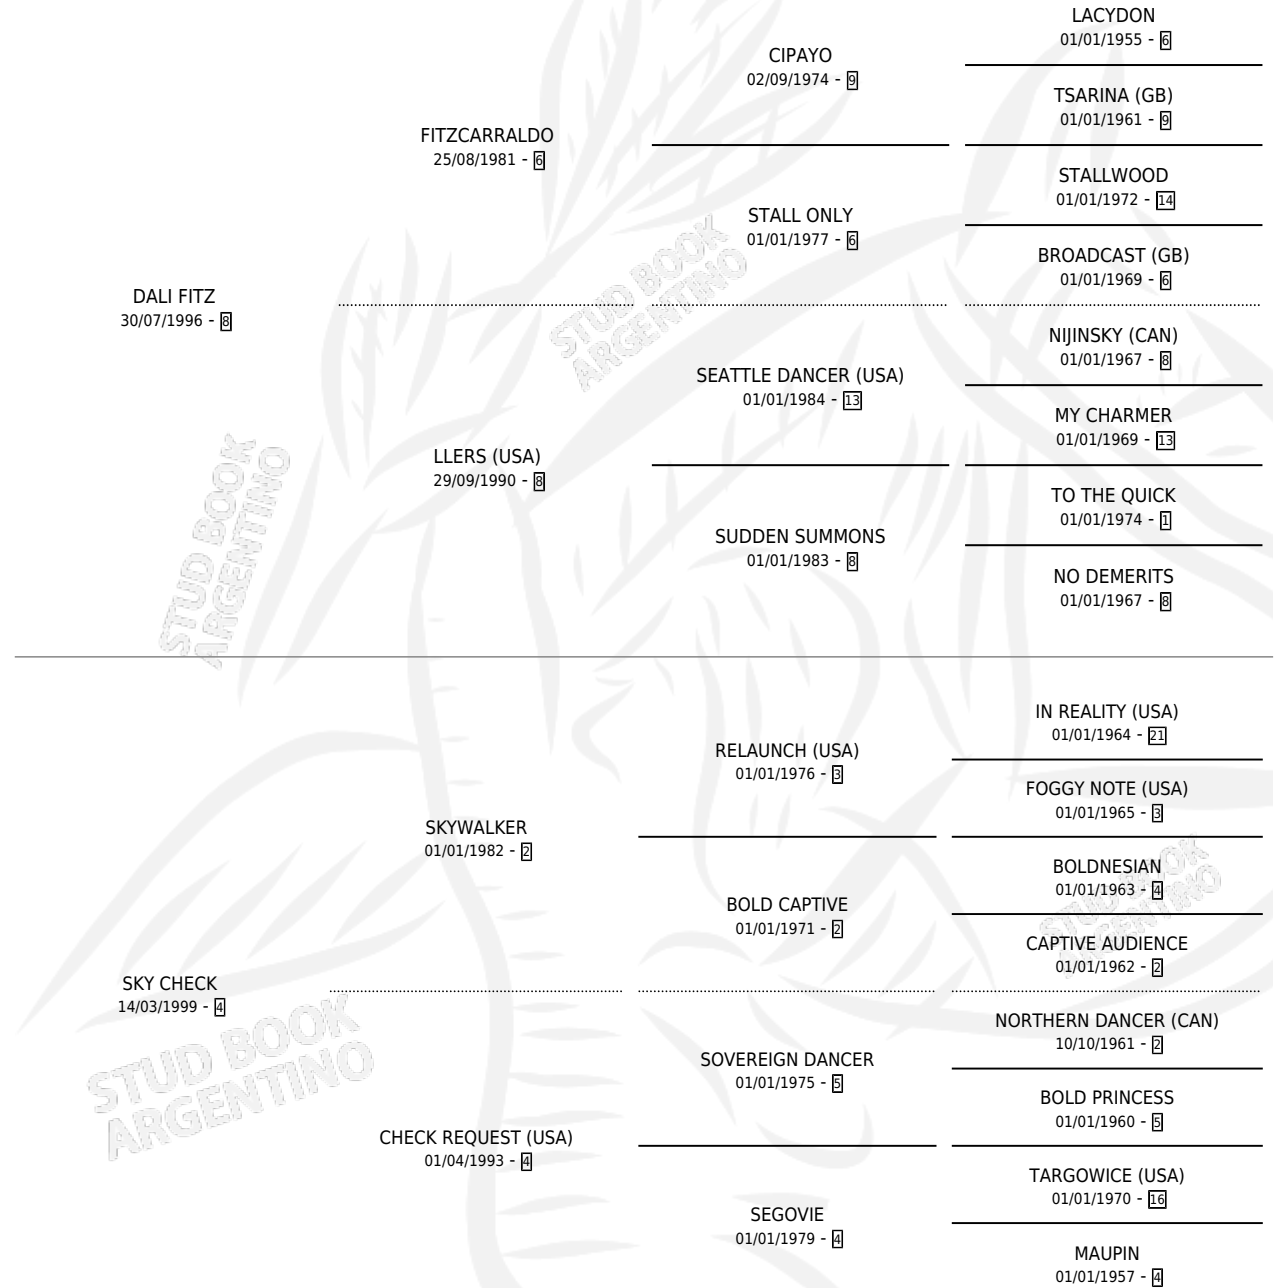 LACYDON
01/01/1955 - 6
CIPAYO
02/09/1974 - 9
TSARINA (GB)
01/01/1961 - 9
FITZCARRALDO
25/08/1981 - 6
STALLWOOD
01/01/1972 - 14
STALL ONLY
01/01/1977 - 6
BROADCAST (GB)
01/01/1969 - 6
DALI FITZ
30/07/1996 - 8
STUD BOOK
ARGENTINO
NIJINSKY (CAN)
01/01/1967 - 8
SEATTLE DANCER (USA)
01/01/1984 - 13
MY CHARMER
01/01/1969 - 13
LLERS (USA)
29/09/1990 - 8
TO THE QUICK
01/01/1974 - 1
SUDDEN SUMMONS
01/01/1983 - 8
NO DEMERITS
01/01/1967 - 8
STUD BOOK
ARGENTINO
IN REALITY (USA)
01/01/1964 - 21
RELAUNCH (USA)
01/01/1976 - 3
FOGGY NOTE (USA)
01/01/1965 - 3
SKYWALKER
01/01/1982 - 2
BOLDNESIAN
01/01/1963 - 4
BOLD CAPTIVE
01/01/1971 - 2
STUD BOOK
ARGENTINO
CAPTIVE AUDIENCE
01/01/1962 - 2
SKY CHECK
14/03/1999 - 4
NORTHERN DANCER (CAN)
10/10/1961 - 2
SOVEREIGN DANCER
01/01/1975 - 5
STUD BOOK
ARGENTINO
BOLD PRINCESS
01/01/1960 - 5
CHECK REQUEST (USA)
01/04/1993 - 4
TARGOWICE (USA)
01/01/1970 - 16
SEGOVIE
01/01/1979 - 4
MAUPIN
01/01/1957 - 4